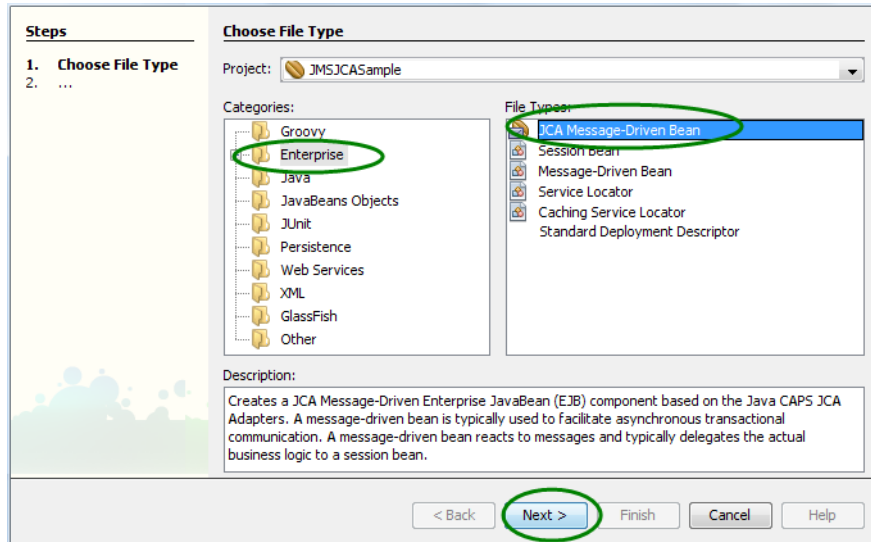 Steps
1. Choose File Type
2. ...
Choose File Type
Project: JMSJCASample
Categories:
Groovy
Enterprise
Java
JavaBeans Objects
JUnit
Persistence
Web Services
XML
GlassFish
Other
File Types:
JCA Message-Driven Bean
Session Bean
Message-Driven Bean
Service Locator
Caching Service Locator
Standard Deployment Descriptor
Description:
Creates a JCA Message-Driven Enterprise JavaBean (EJB) component based on the Java CAPS JCA
Adapters. A message-driven bean is typically used to facilitate asynchronous transactional
communication. A message-driven bean reacts to messages and typically delegates the actual
business logic to a session bean.
< Back Next > Finish Cancel Help